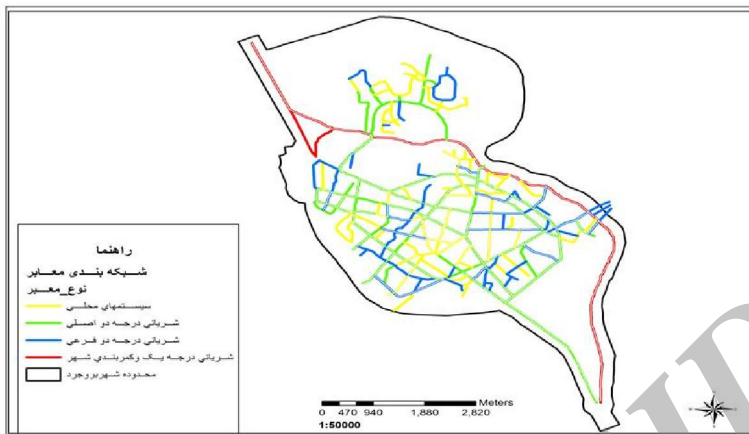 راهنما
شبکه بندی معابر
نوع_معبر
سیستمهای محلی
شریانی درجه دو اصلی
شریانی درجه دو فرعی
شریانی درجه یک وکمربندی شهر
محدوده شهربروجرد
Meters
0 470 940 1,880 2,820
1:50000